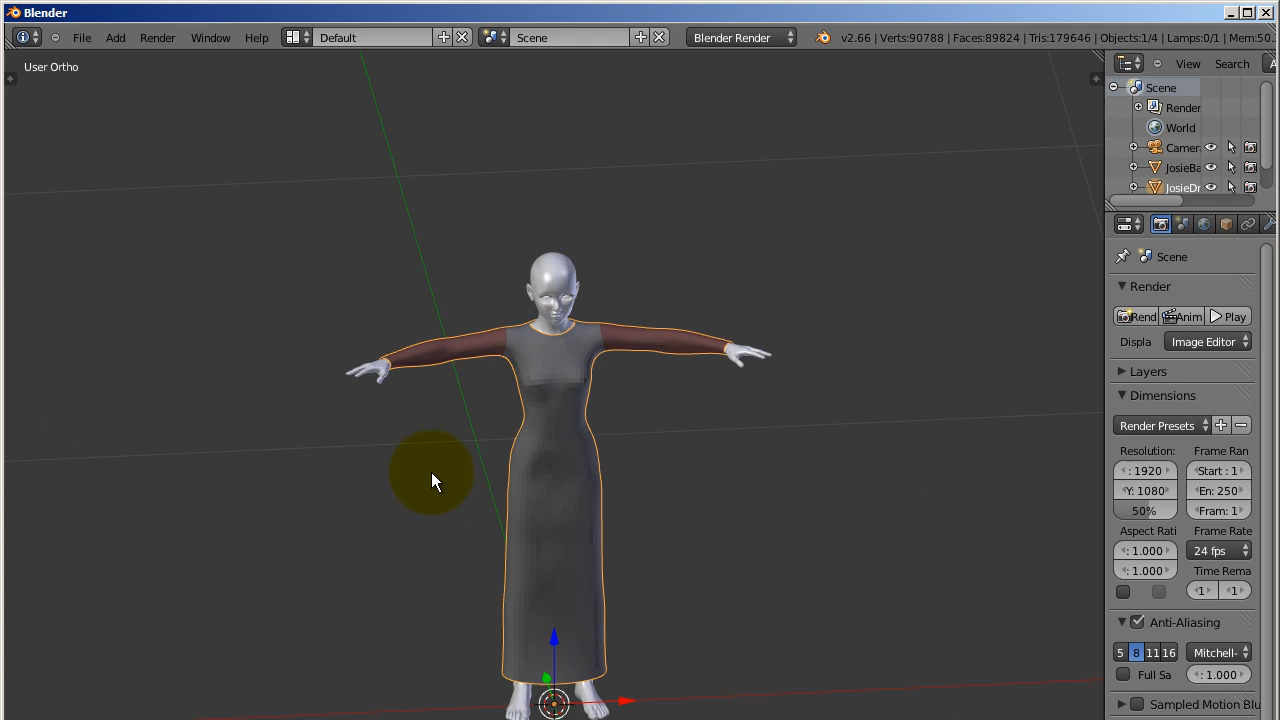 Blender
File Add Render Window Help Default Scene Blender Render v2.66 | Verts:90788 | Faces:89824 | Tris:179646 | Objects:1/4 | Lamps:0/1 | Mem:50.
User Ortho
View Search A
Scene
Render
World
Camer
JosieBa
JosieDr
Scene
Render
Rend Anim Play
Displa Image Editor
Layers
Dimensions
Render Presets
Resolution: Frame Ran
: 1920 Start : 1
Y: 1080 En: 250
50% Fram: 1
Aspect Rati Frame Rate
: 1.000 24 fps
: 1.000 Time Rema
1 1
Anti-Aliasing
5 8 11 16 Mitchell-
Full Sa : 1.000
Sampled Motion Blu